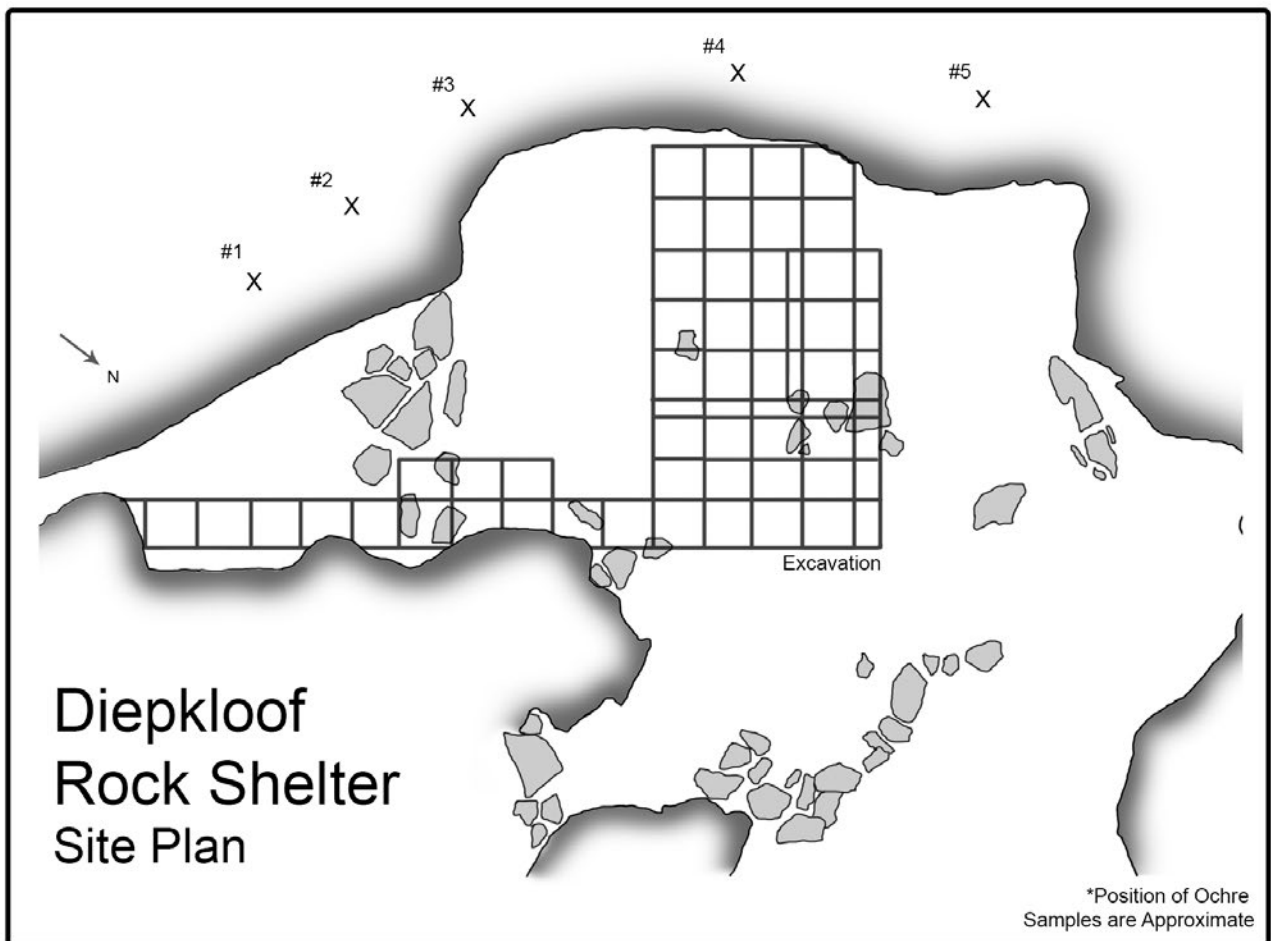 #4
#5
#3
#2
#1
N
X
X
X
X
X
Excavation
Diepkloof
Rock Shelter
Site Plan
*Position of Ochre
Samples are Approximate